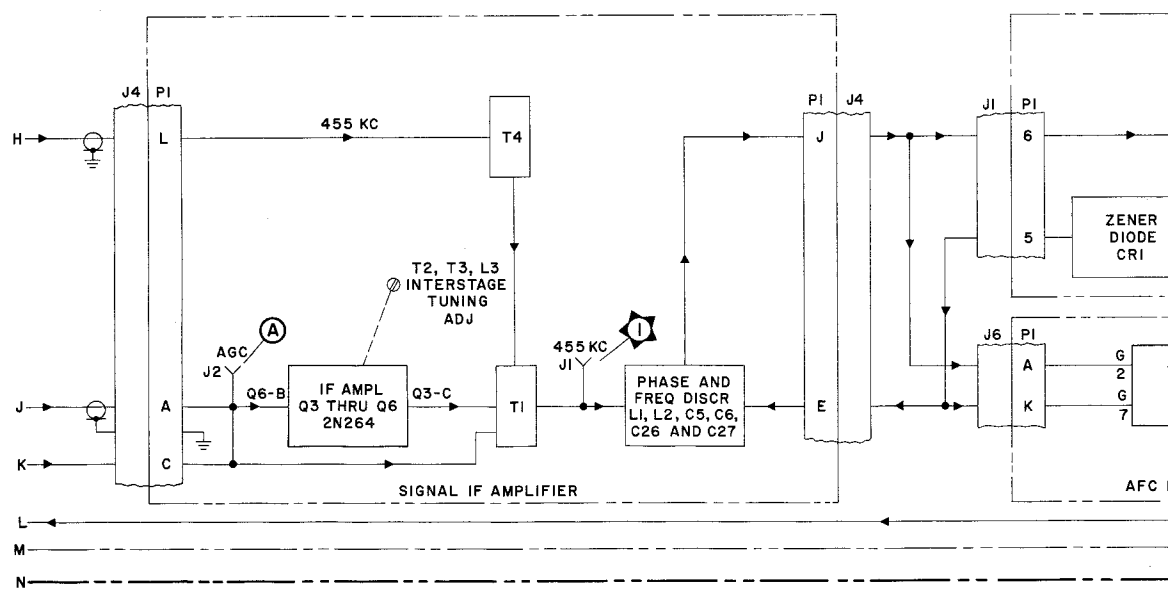 J4 P1
H
L
455 KC
T4
P1 J4
J
J1 P1
6
5
ZENER
DIODE
CR1
T2, T3, L3
INTERSTAGE
TUNING
ADJ
A
AGC
J2
Q6-B
IF AMPL
Q3 THRU Q6
2N264
Q3-C
T1
455 KC
J1
1
PHASE AND
FREQ DISCR
L1, L2, C5, C6,
C26 AND C27
E
J6 P1
A
G
2
K
G
7
J
A
K
C
SIGNAL IF AMPLIFIER
AFC
L
M
N